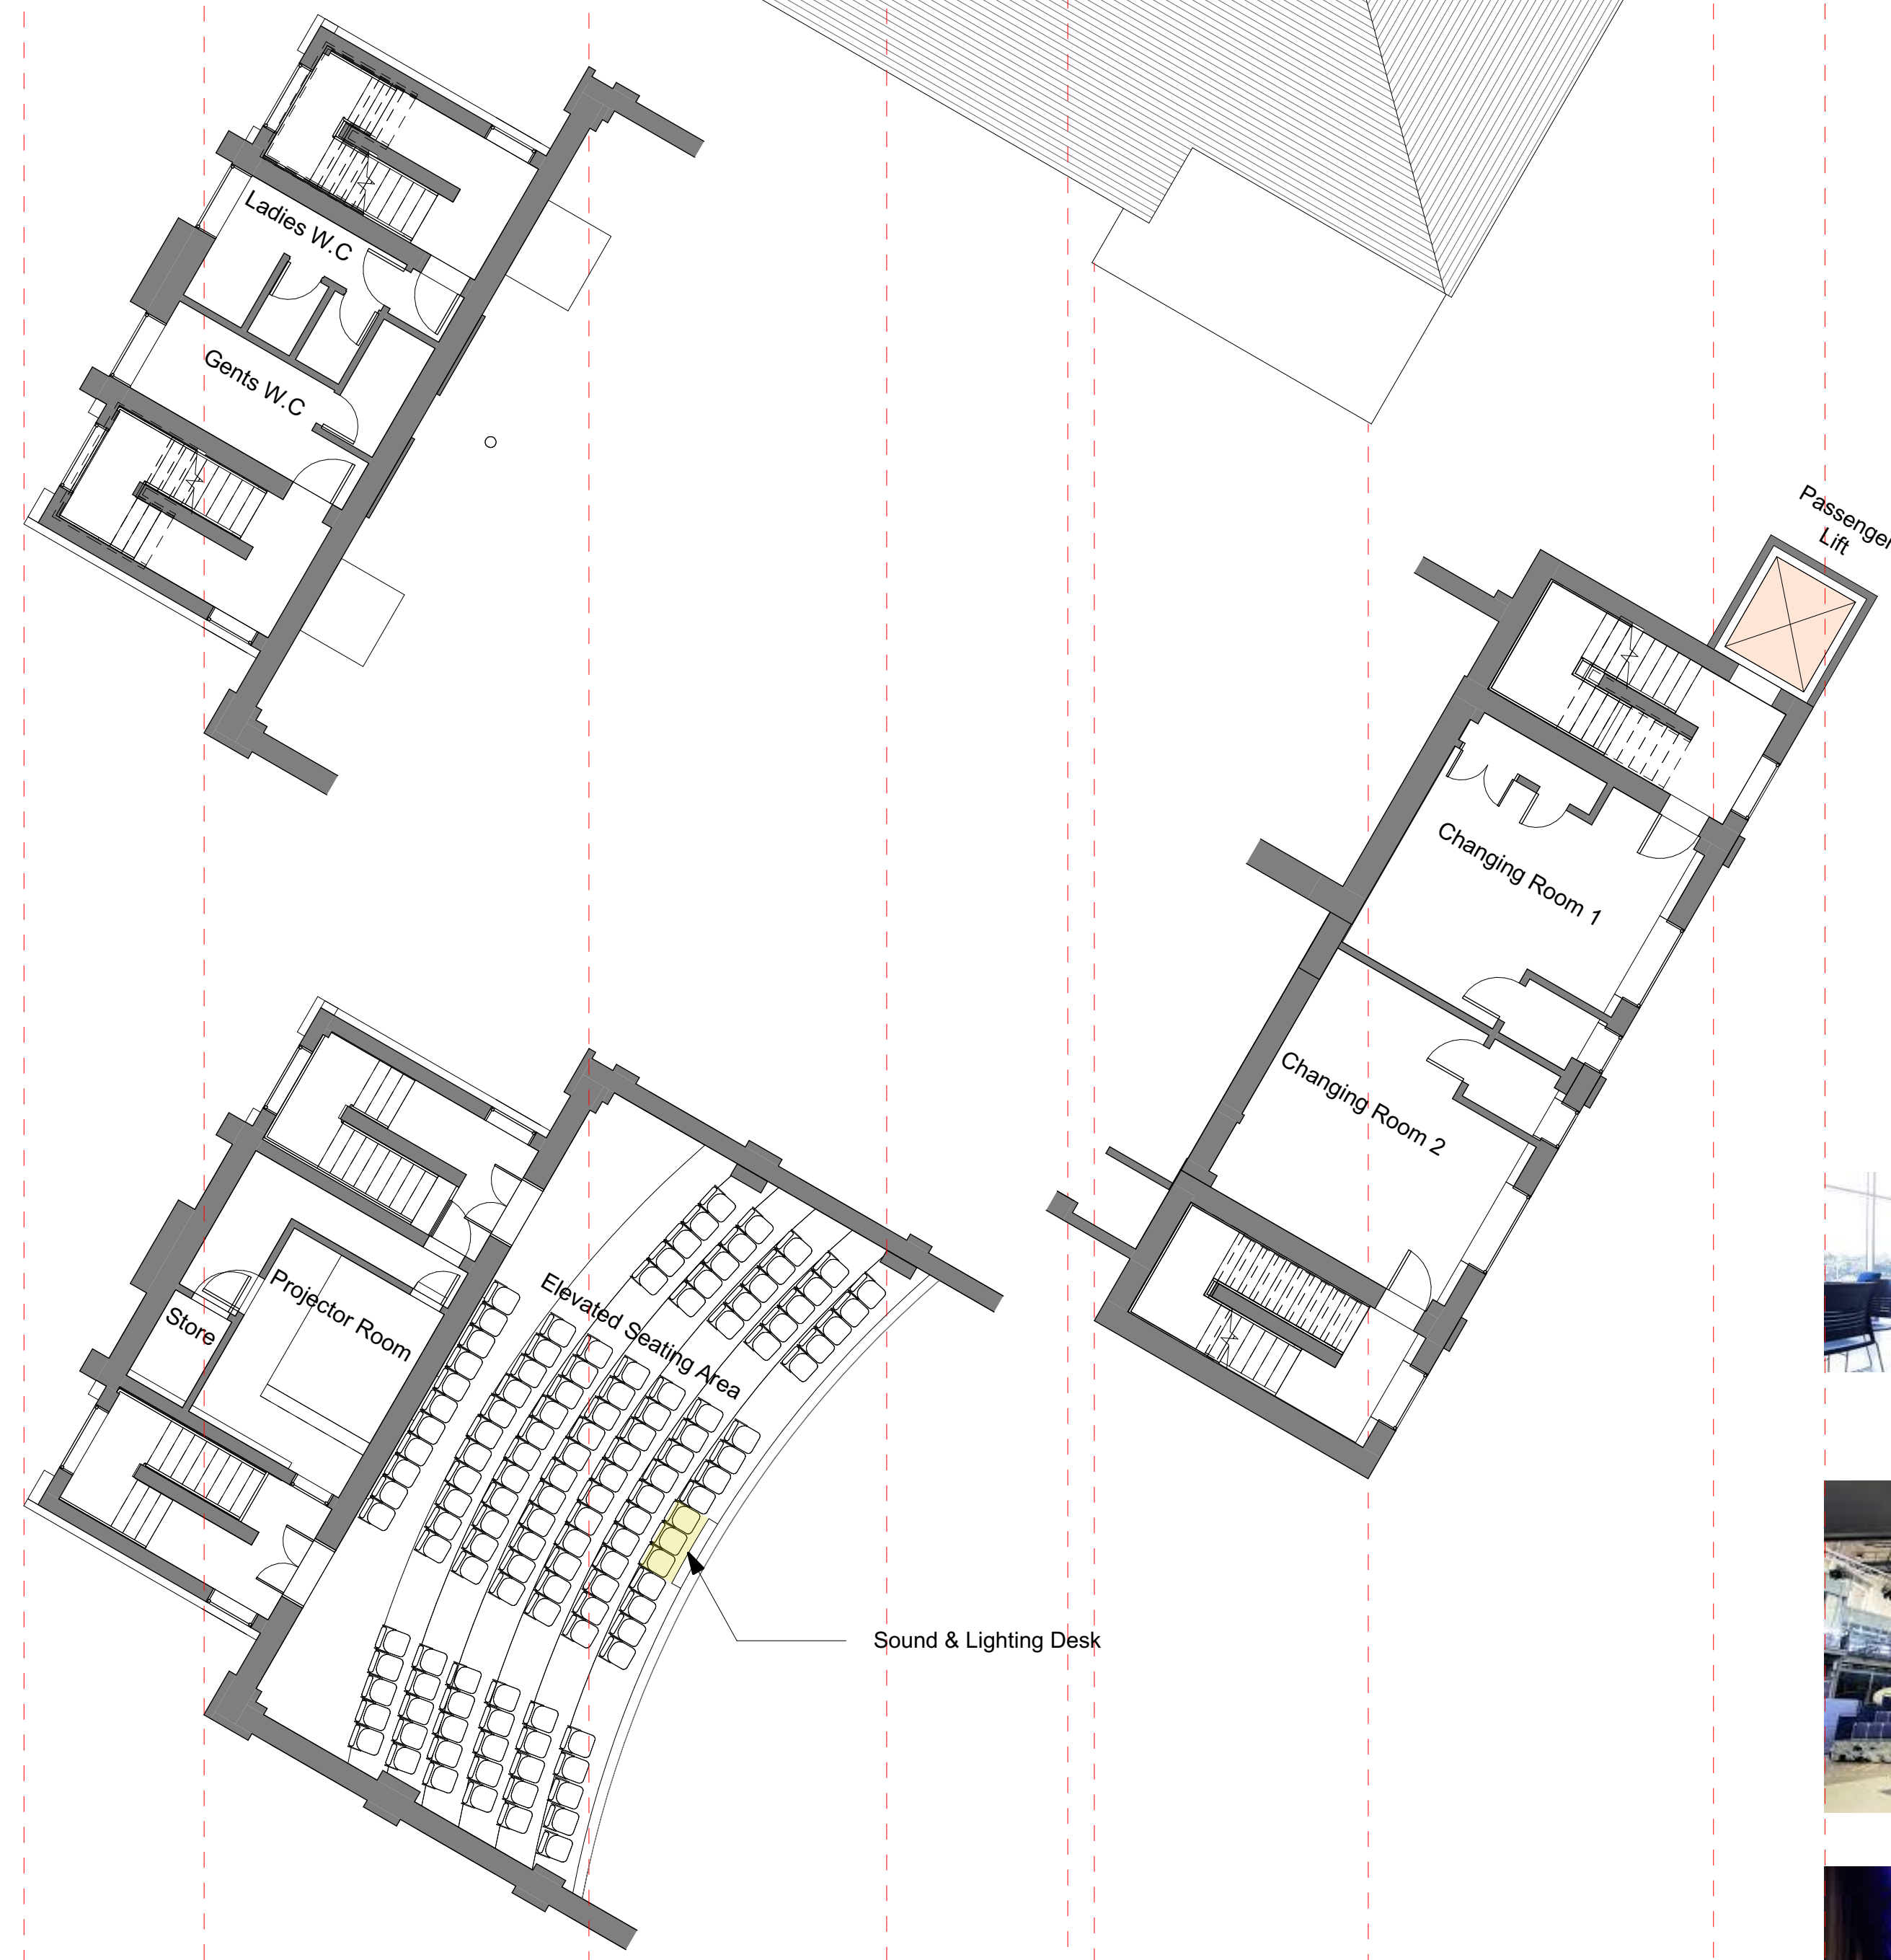 Ladies W.C
Gents W.C
Passenger
Lift
Changing Room 1
Changing Room 2
Elevated Seating Area
Projector Room
Store
Sound & Lighting Desk